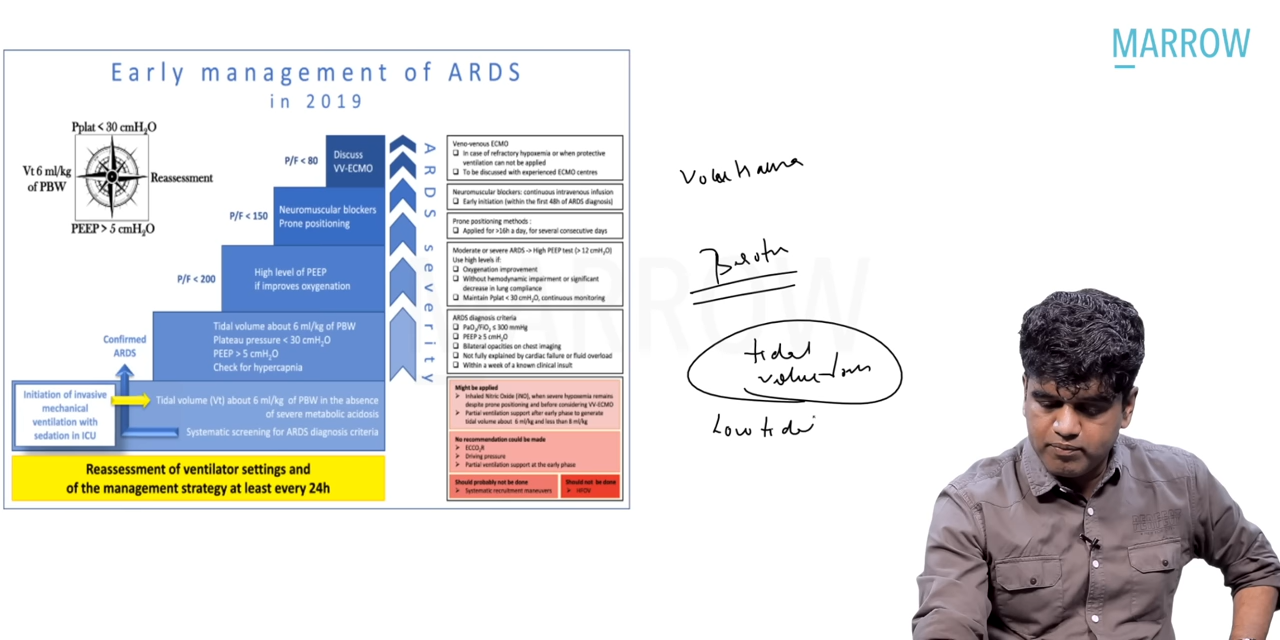 MARROW
Early management of ARDS
in 2019
Pplat < 30 cmH₂O
Vt 6 ml/kg
of PBW
Reassessment
PEEP > 5 cmH₂O
P/F < 80
Discuss
VV-ECMO
P/F < 150
Neuromuscular blockers
Prone positioning
P/F < 200
High level of PEEP
if improves oxygenation
Confirmed
ARDS
Tidal volume about 6 ml/kg of PBW
Plateau pressure < 30 cmH₂O
PEEP > 5 cmH₂O
Check for hypercapnia
Initiation of invasive
mechanical
ventilation with
sedation in ICU
Tidal volume (Vt) about 6 ml/kg of PBW in the absence
of severe metabolic acidosis
Systematic screening for ARDS diagnosis criteria
Reassessment of ventilator settings and
of the management strategy at least every 24h
ARDS severity
Veno-venous ECMO
In case of refractory hypoxemia or when protective
ventilation can not be applied
To be discussed with experienced ECMO centres
Neuromuscular blockers: continuous intravenous infusion
Early initiation (within the first 48h of ARDS diagnosis)
Prone positioning methods :
Applied for >16h a day, for several consecutive days
Moderate or severe ARDS -> High PEEP test (> 12 cmH₂O)
Use high levels if:
Oxygenation improvement
Without hemodynamic impairment or significant
decrease in lung compliance
Maintain Pplat < 30 cmH₂O, continuous monitoring
ARDS diagnosis criteria
PaO₂/FiO₂ ≤ 300 mmHg
PEEP ≥ 5 cmH₂O
Bilateral opacities on chest imaging
Not fully explained by cardiac failure or fluid overload
Within a week of a known clinical insult
Might be applied
Inhaled Nitric Oxide (iNO), when severe hypoxemia remains
despite prone positioning and before considering VV-ECMO
Partial ventilation support after early phase to generate
tidal volume about 6 ml/kg and less than 8 ml/kg
No recommendation could be made
ECCO₂R
Driving pressure
Partial ventilation support at the early phase
Should probably not be done
Systematic recruitment maneuvers
Should not be done
HFOV
MARROW
tidal
Low tidal